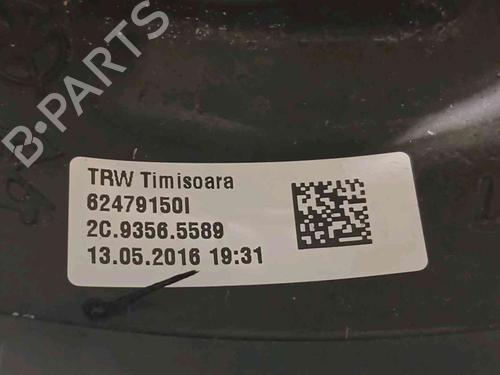 B-PARTS
TRW Timisoara
62479150I
2C.9356.5589
13.05.2016 19:31